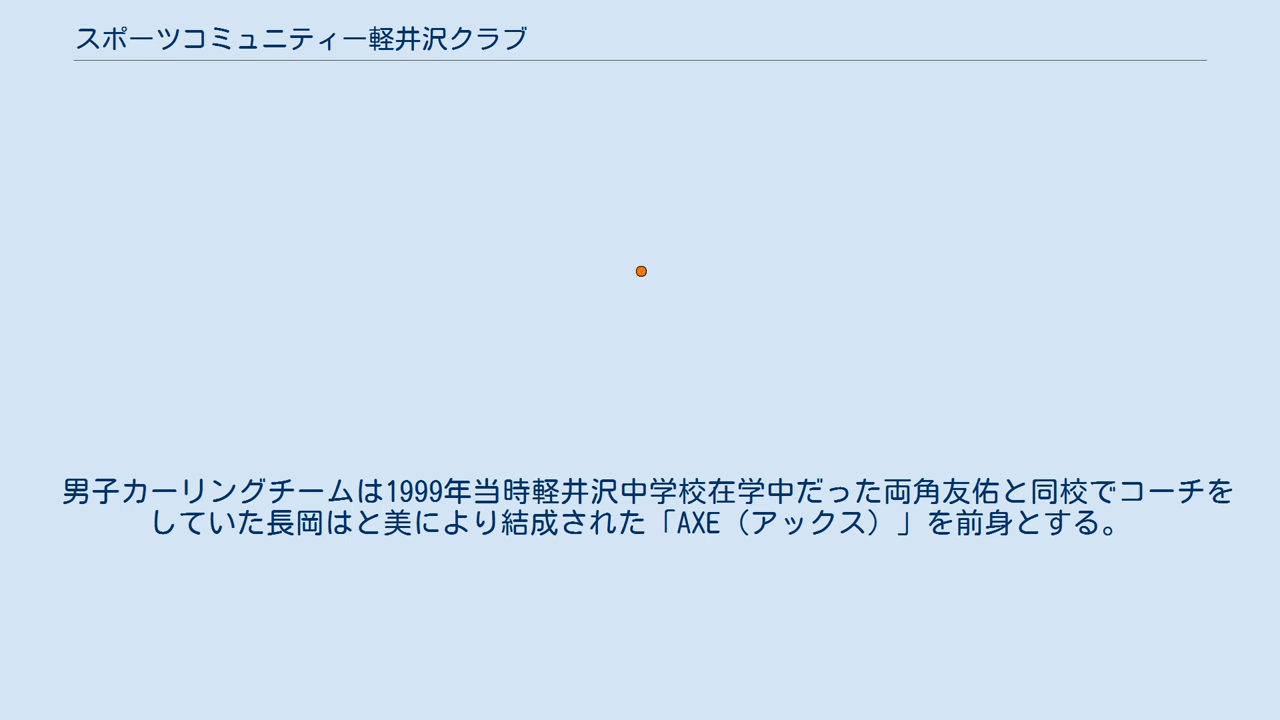 スポーツコミュニティー軽井沢クラブ
男子カーリングチームは1999年当時軽井沢中学校在学中だった両角友佑と同校でコーチを
していた長岡はと美により結成された「AXE（アックス）」を前身とする。